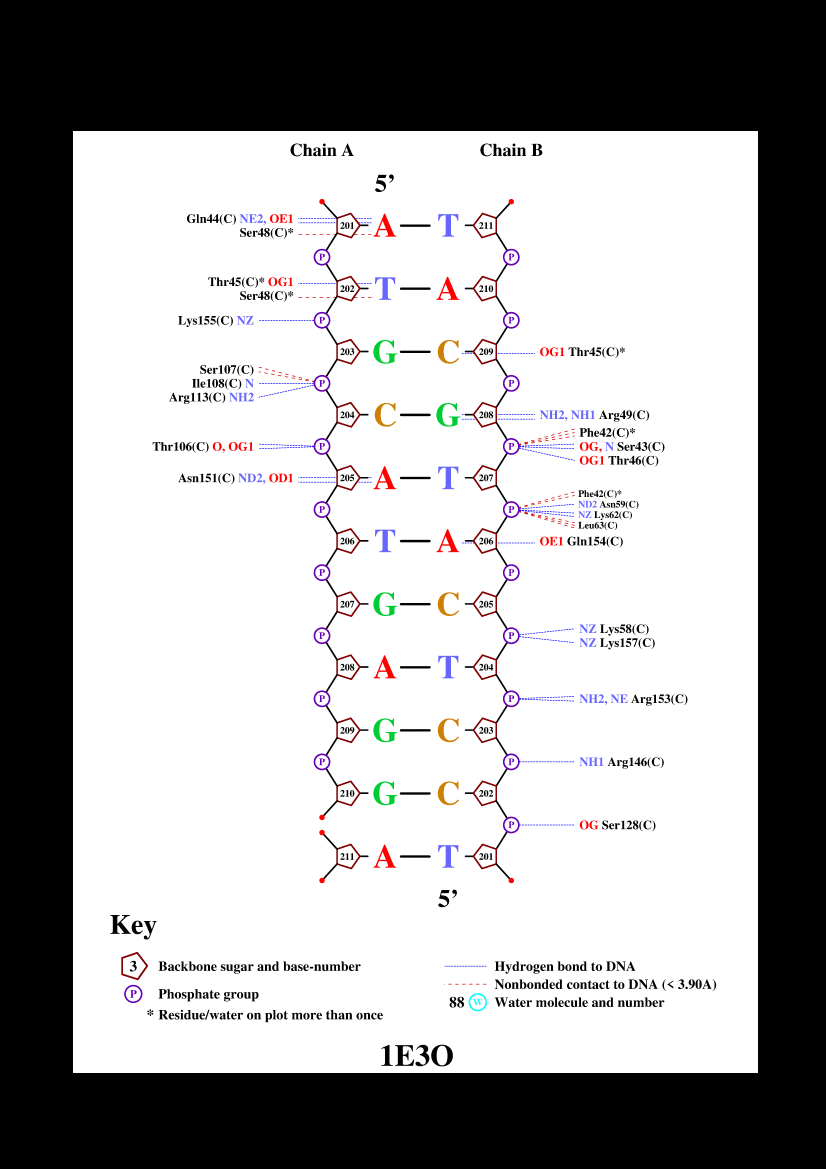 Chain A Chain B
5’
Gln44(C) NE2, OE1
Ser48(C)*
201 A T 211
P P
Thr45(C)* OG1
Ser48(C)*
202 T A 210
Lys155(C) NZ P P
203 G C 209 OG1 Thr45(C)*
Ser107(C)
Ile108(C) N P P
Arg113(C) NH2
204 C G 208 NH2, NH1 Arg49(C)
Phe42(C)*
Thr106(C) O, OG1 P P OG, N Ser43(C)
OG1 Thr46(C)
Asn151(C) ND2, OD1 205 A T 207
Phe42(C)*
ND2 Asn59(C)
P P NZ Lys62(C)
Leu63(C)
206 T A 206 OE1 Gln154(C)
P P
207 G C 205
NZ Lys58(C)
P P
NZ Lys157(C)
208 A T 204
P P NH2, NE Arg153(C)
209 G C 203
P P NH1 Arg146(C)
210 G C 202
P OG Ser128(C)
211 A T 201
5’
Key
3 Backbone sugar and base-number
P Phosphate group
* Residue/water on plot more than once
Hydrogen bond to DNA
Nonbonded contact to DNA (< 3.90A)
88 W Water molecule and number
1E3O